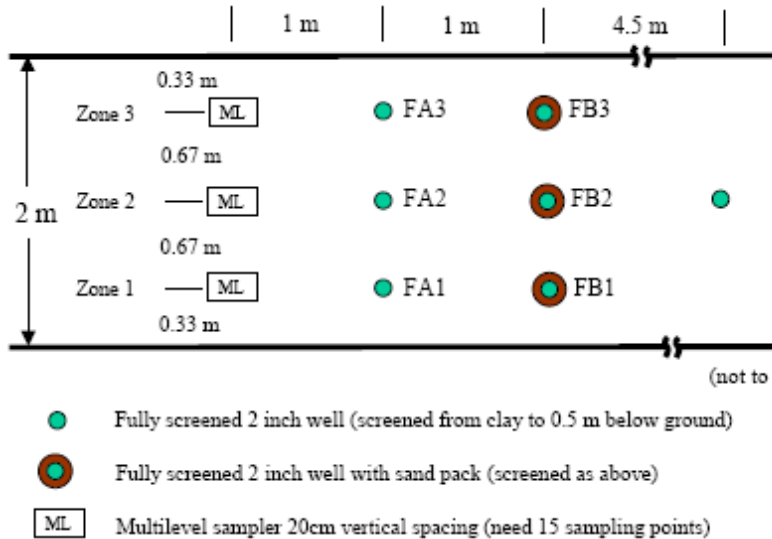 1 m 1 m 4.5 m
0.33 m
Zone 3 ML FA3 FB3
0.67 m
2 m Zone 2 ML FA2 FB2
0.67 m
Zone 1 ML FA1 FB1
0.33 m
(not to
Fully screened 2 inch well (screened from clay to 0.5 m below ground)
Fully screened 2 inch well with sand pack (screened as above)
ML Multilevel sampler 20cm vertical spacing (need 15 sampling points)